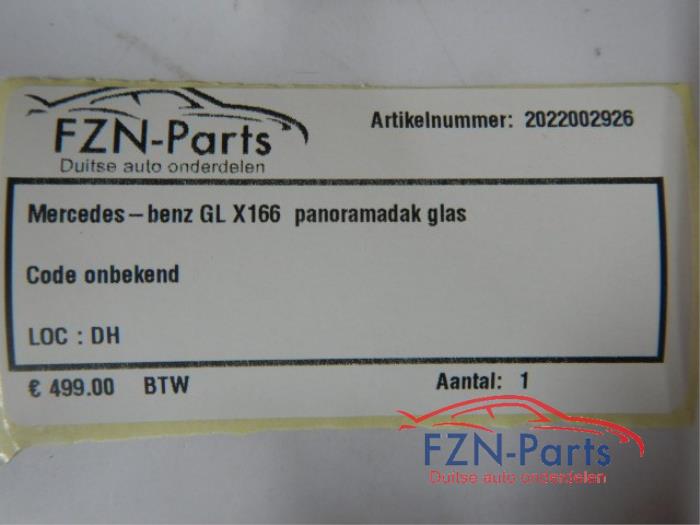 FZN-Parts
Duitse auto onderdelen
Artikelnummer: 2022002926
Mercedes-benz GL X166 panoramadak glas
Code onbekend
LOC : DH
€ 499.00 BTW
Aantal: 1
FZN-Parts
Duitse auto onderdelen